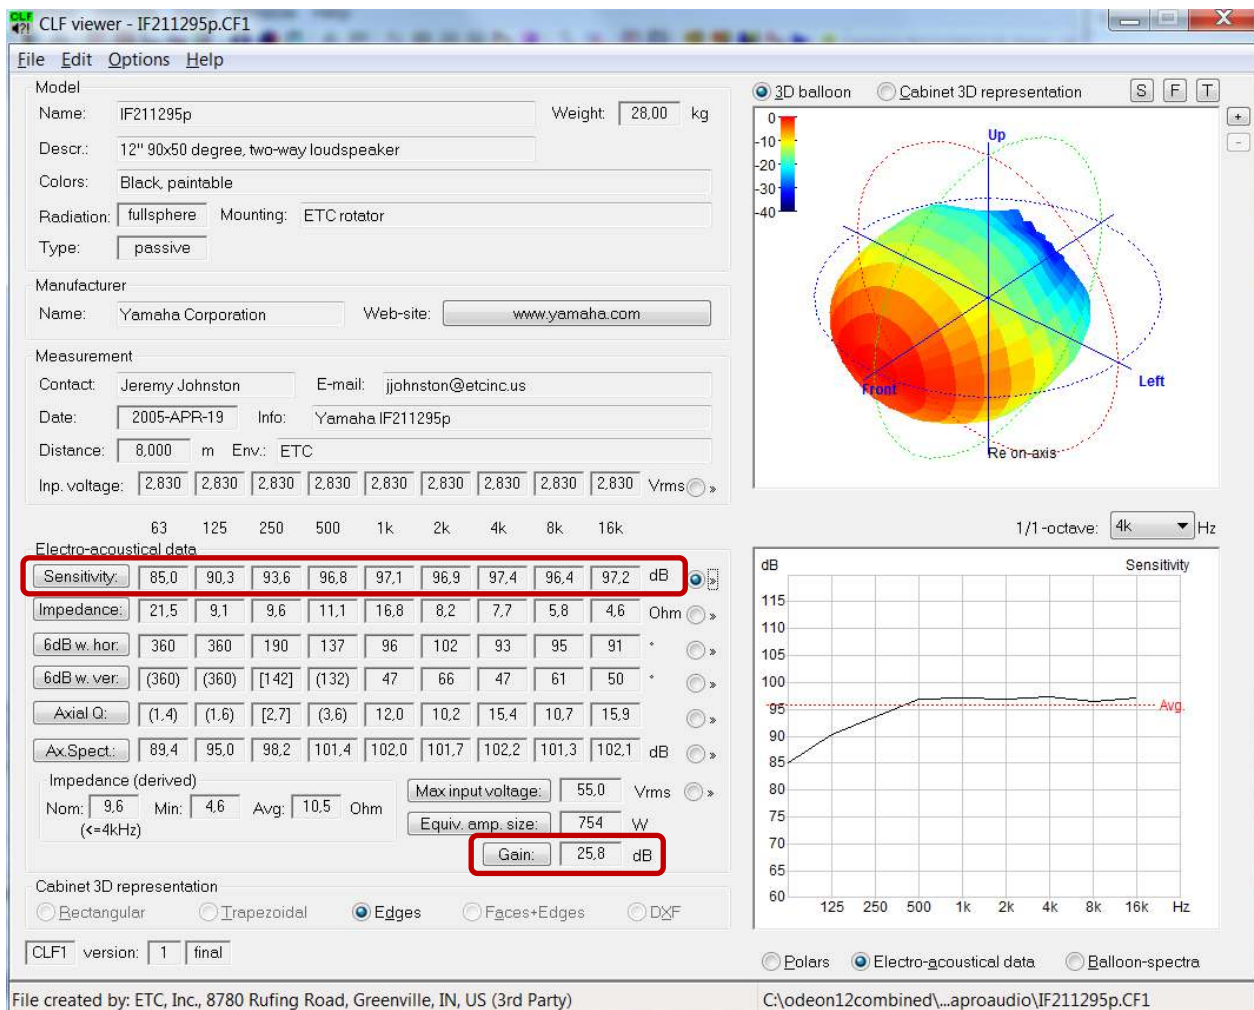 CLF viewer - IF211295p.CF1
File Edit Options Help
Model
Name: IF211295p Weight: 28,00 kg
Descr.: 12" 90x50 degree, two-way loudspeaker
Colors: Black, paintable
Radiation: fullsphere Mounting: ETC rotator
Type: passive
Manufacturer
Name: Yamaha Corporation Web-site: www.yamaha.com
Measurement
Contact: Jeremy Johnston E-mail: jjohnston@etcinc.us
Date: 2005-APR-19 Info: Yamaha IF211295p
Distance: 8,000 m Env.: ETC
Inp. voltage: 2,830 2,830 2,830 2,830 2,830 2,830 2,830 2,830 2,830 Vrms »
63 125 250 500 1k 2k 4k 8k 16k
Electro-acoustical data
Sensitivity: 85,0 90,3 93,6 96,8 97,1 96,9 97,4 96,4 97,2 dB »
Impedance: 21,5 9,1 9,6 11,1 16,8 8,2 7,7 5,8 4,6 Ohm »
6dB w. hor: 360 360 190 137 96 102 93 95 91 ° »
6dB w. ver: (360) (360) [142] (132) 47 66 47 61 50 ° »
Axial Q: (1,4) (1,6) [2,7] (3,6) 12,0 10,2 15,4 10,7 15,9 »
Ax.Spect.: 89,4 95,0 98,2 101,4 102,0 101,7 102,2 101,3 102,1 dB »
Impedance (derived)
Nom: 9,6 Min: 4,6 Avg: 10,5 Ohm
(<=4kHz)
Max input voltage: 55,0 Vrms »
Equiv. amp. size: 754 W
Gain: 25,8 dB
Cabinet 3D representation
Rectangular Trapezoidal Edges Faces+Edges DXF
CLF1 version: 1 final
3D balloon Cabinet 3D representation S F T
+
-
0
-10
-20
-30
-40
Up
Front
Left
Re on-axis
1/1-octave: 4k Hz
dB Sensitivity
115
110
105
100
95 Avg.
90
85
80
75
70
65
60
125 250 500 1k 2k 4k 8k 16k Hz
Polars Electro-acoustical data Balloon-spectra
File created by: ETC, Inc., 8780 Rufing Road, Greenville, IN, US (3rd Party) C:\odeon12combined\...aproaudio\IF211295p.CF1